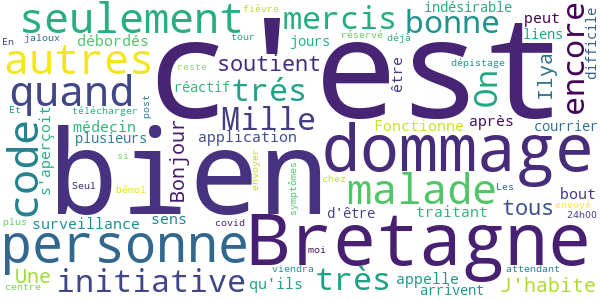 fièvre
indésirable
seulement
mercis
bonne
peut
En
jaloux
débordés
tour
réservé
déjà
jours
liens
autres
c'est
soutient
être
dépistage
On
Ilya
encore
difficile
reste
quand
réactif
trés
télécharger
post
Mille
Fonctionne
après
courrier
Et
médecin
plusieurs
application
code
s'aperçoit
bien
Bonjour
si
envoyer
symptômes
chez
dommage
malade
Les
bout
Seul
bémol
d'être
traitant
tous
envoyé
24h00
plus
surveillance
sens
covid
moi
Bretagne
personne
Une
initiative
très
viendra
qu'ils
appelle
arrivent
attendant
J'habite
centre